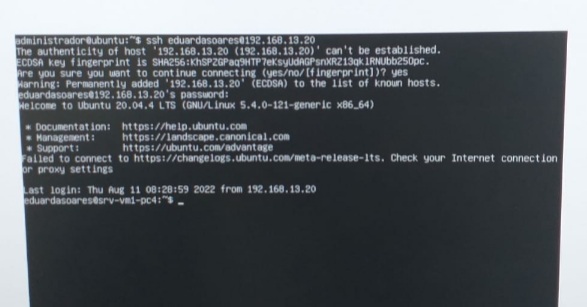 administrador@ubuntu:~$ ssh eduardasoares@192.168.13.20
The authenticity of host '192.168.13.20 (192.168.13.20)' can't be established.
ECDSA key fingerprint is SHA256:KhSPZGPaq9HTP7eKsyUdAGPsnXRZ13qklRNUbb250pc.
Are you sure you want to continue connecting (yes/no/[fingerprint])? yes
Warning: Permanently added '192.168.13.20' (ECDSA) to the list of known hosts.
eduardasoares@192.168.13.20's password:
Welcome to Ubuntu 20.04.4 LTS (GNU/Linux 5.4.0-121-generic x86_64)
* Documentation: https://help.ubuntu.com
* Management: https://landscape.canonical.com
* Support: https://ubuntu.com/advantage
Failed to connect to https://changelogs.ubuntu.com/meta-release-lts. Check your Internet connection
or proxy settings
Last login: Thu Aug 11 08:28:59 2022 from 192.168.13.20
eduardasoares@srv-vm1-pc4:~$ _